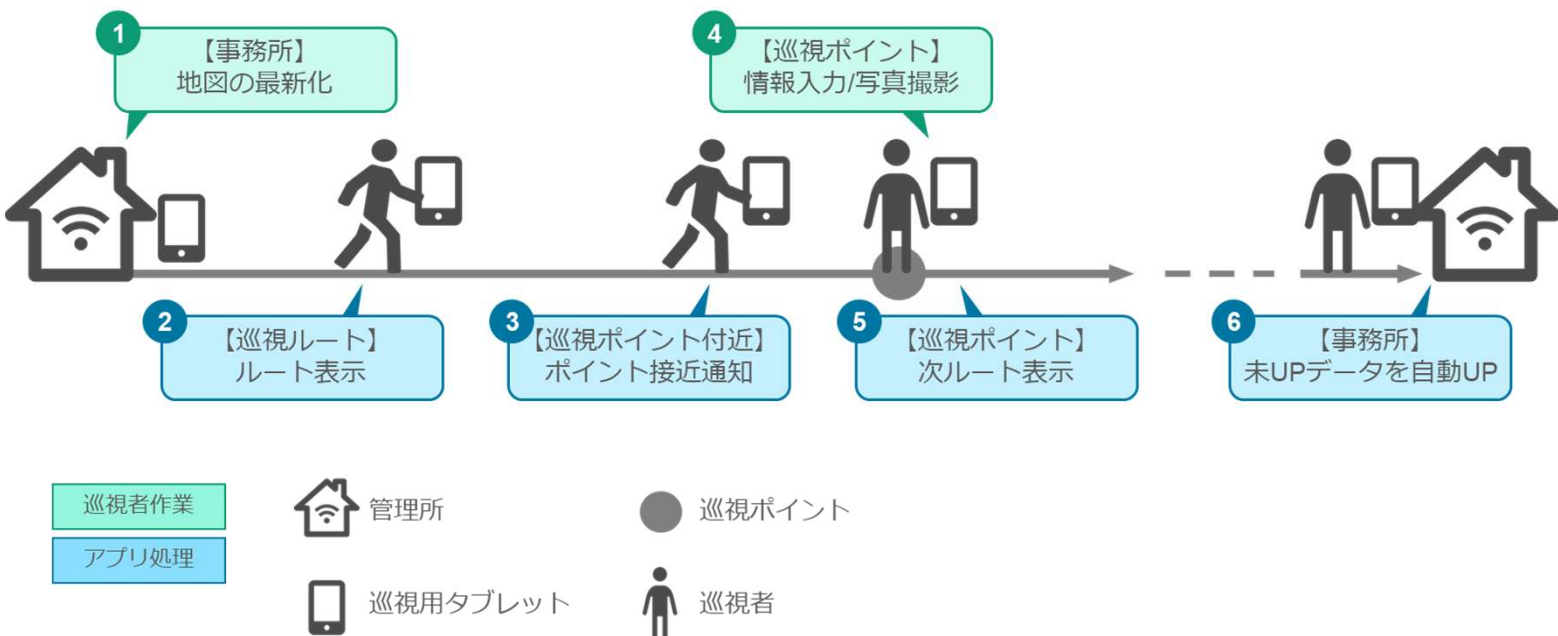 1
【事務所】
地図の最新化
4
【巡視ポイント】
情報入力/写真撮影
2
【巡視ルート】
ルート表示
3
【巡視ポイント付近】
ポイント接近通知
5
【巡視ポイント】
次ルート表示
6
【事務所】
未UPデータを自動UP
巡視者作業
アプリ処理
管理所
巡視ポイント
巡視用タブレット
巡視者